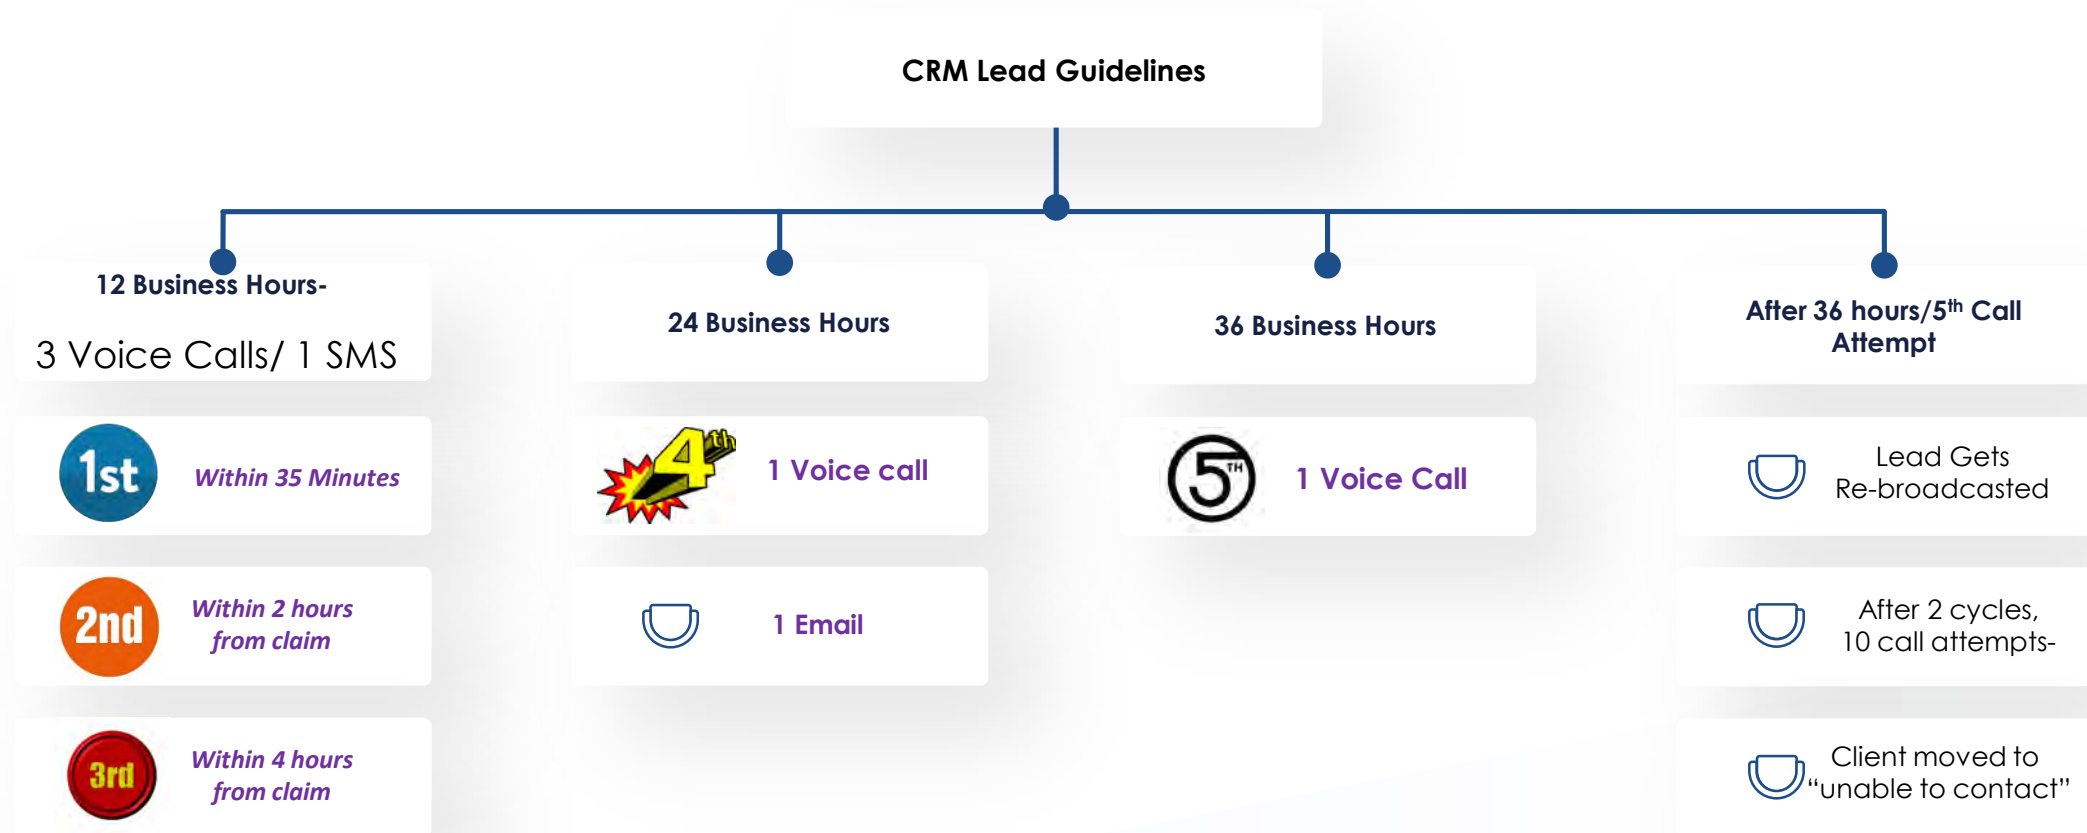 CRM Lead Guidelines
12 Business Hours-
3 Voice Calls/ 1 SMS
1st
Within 35 Minutes
2nd
Within 2 hours
from claim
3rd
Within 4 hours
from claim
24 Business Hours
4th
1 Voice call
1 Email
36 Business Hours
5TH
1 Voice Call
After 36 hours/5th Call
Attempt
Lead Gets
Re-broadcasted
After 2 cycles,
10 call attempts-
Client moved to
“unable to contact”